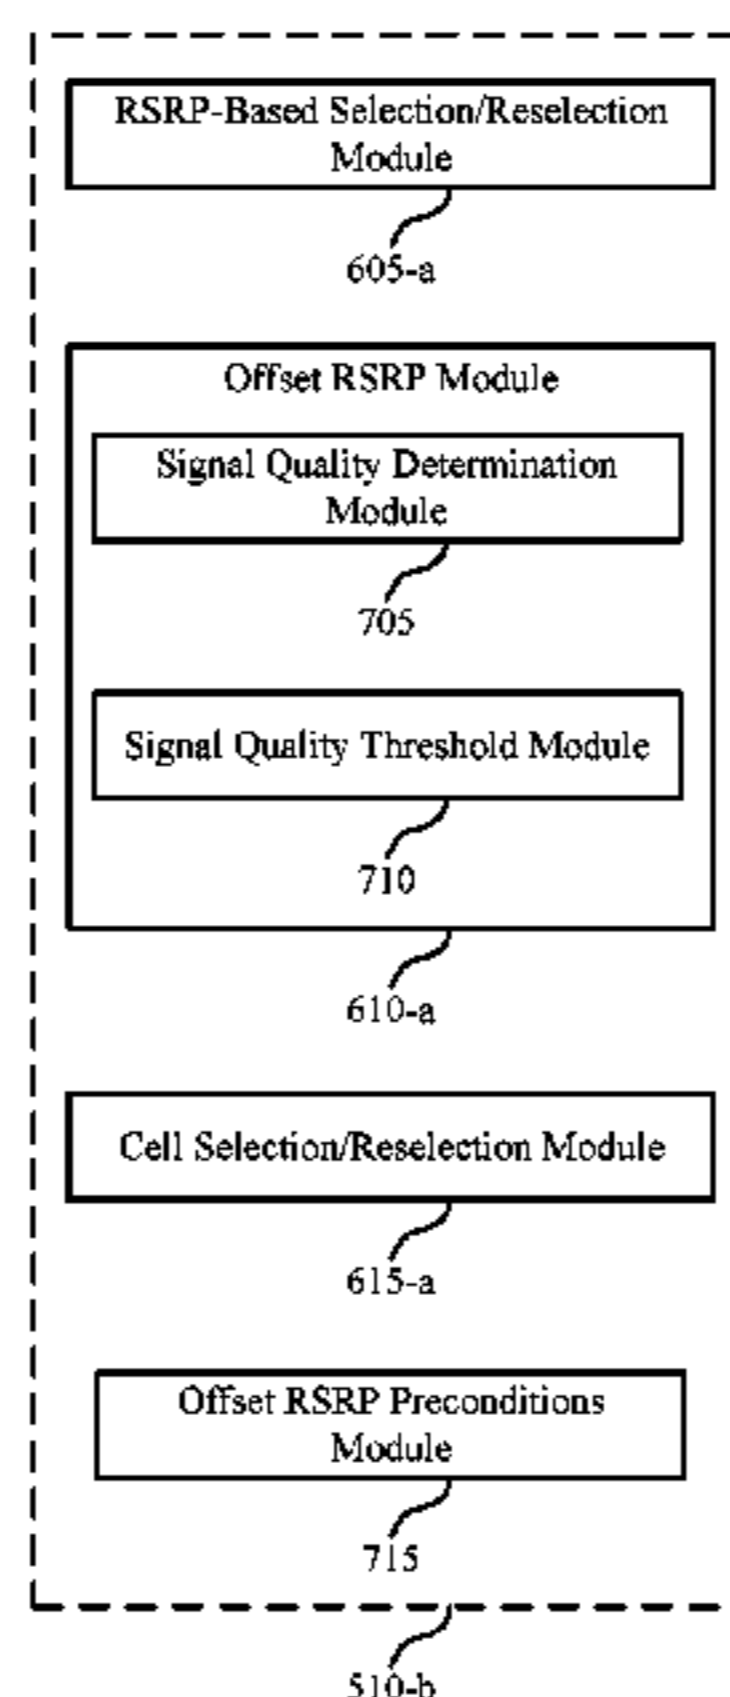 RSRP-Based Selection/Reselection
Module
605-a
Offset RSRP Module
Signal Quality Determination
Module
705
Signal Quality Threshold Module
710
610-a
Cell Selection/Reselection Module
615-a
Offset RSRP Preconditions
Module
715
510-b